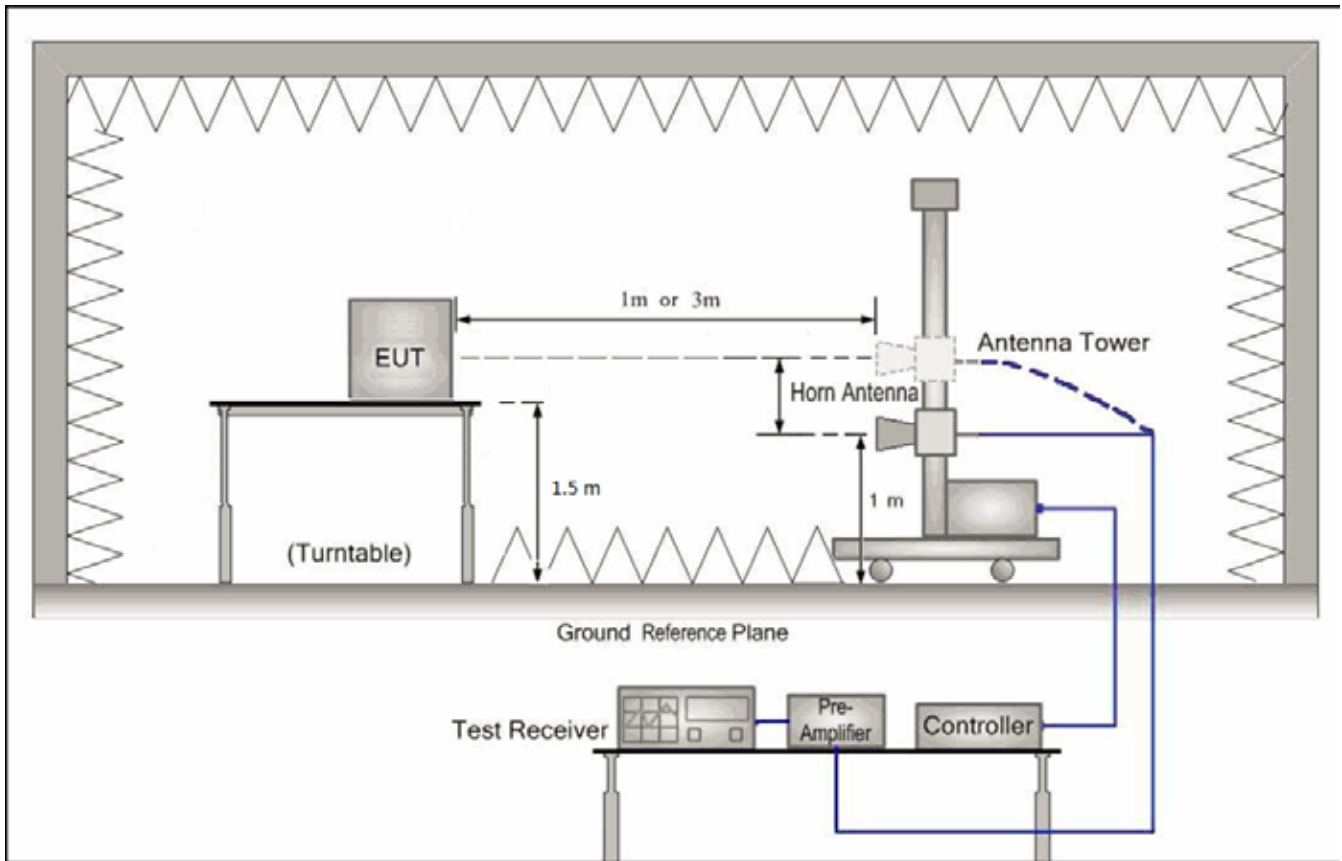 1m or 3m
EUT
Antenna Tower
Horn Antenna
1.5 m
1 m
(Turntable)
Ground Reference Plane
Test Receiver
Pre-
Amplifier
Controller